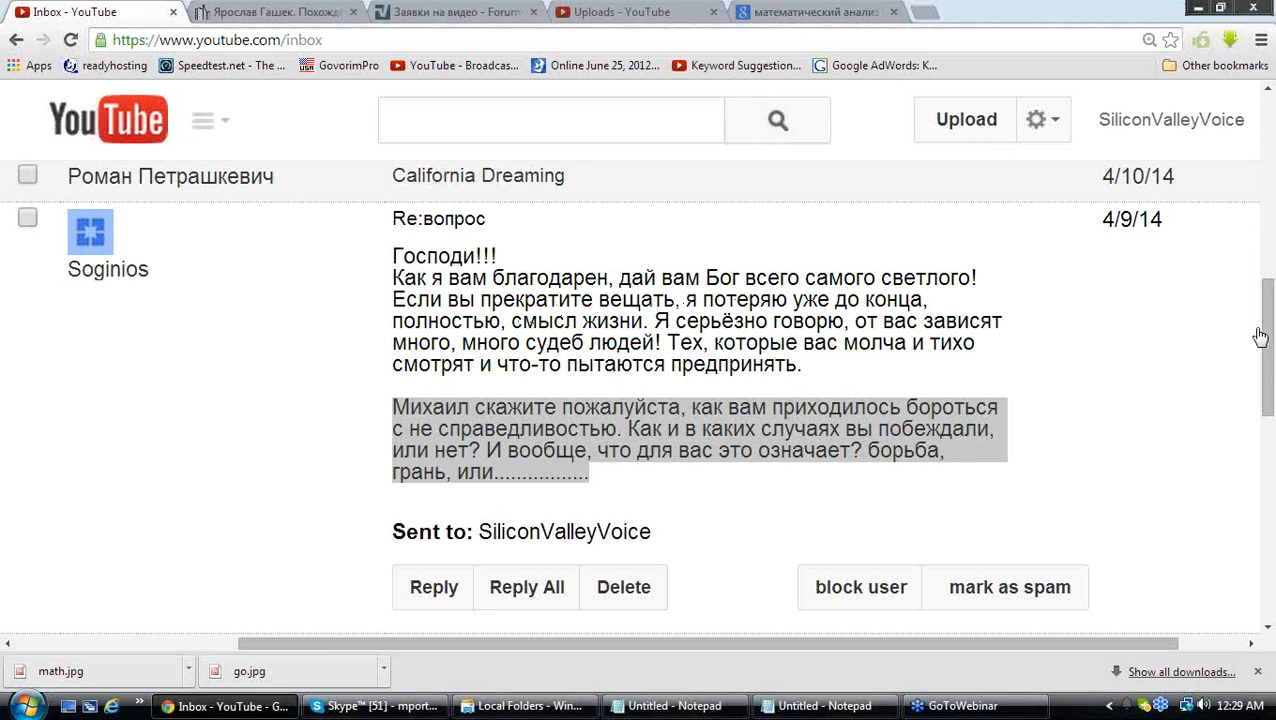 Inbox - YouTube
Ярослав Гашек. Похожд
Заявки на видео - Forum
Uploads - YouTube
математический анализ
https://www.youtube.com/inbox
Apps
readyhosting
Speedtest.net - The ...
GovorimPro
YouTube - Broadcas...
Online June 25, 2012...
Keyword Suggestion...
Google AdWords: K...
Other bookmarks
YouTube
Upload
SiliconValleyVoice
Роман Петрашкевич
California Dreaming
4/10/14
Soginios
Re:вопрос
4/9/14
Господи!!!
Как я вам благодарен, дай вам Бог всего самого светлого!
Если вы прекратите вещать, я потеряю уже до конца,
полностью, смысл жизни. Я серьёзно говорю, от вас зависят
много, много судеб людей! Тех, которые вас молча и тихо
смотрят и что-то пытаются предпринять.
Михаил скажите пожалуйста, как вам приходилось бороться
с не справедливостью. Как и в каких случаях вы побеждали,
или нет? И вообще, что для вас это означает? борьба,
грань, или.................
Sent to: SiliconValleyVoice
Reply
Reply All
Delete
block user
mark as spam
math.jpg
go.jpg
Show all downloads...
Inbox - YouTube - G...
Skype™ [51] - mport...
Local Folders - Win...
Untitled - Notepad
Untitled - Notepad
GoToWebinar
12:29 AM